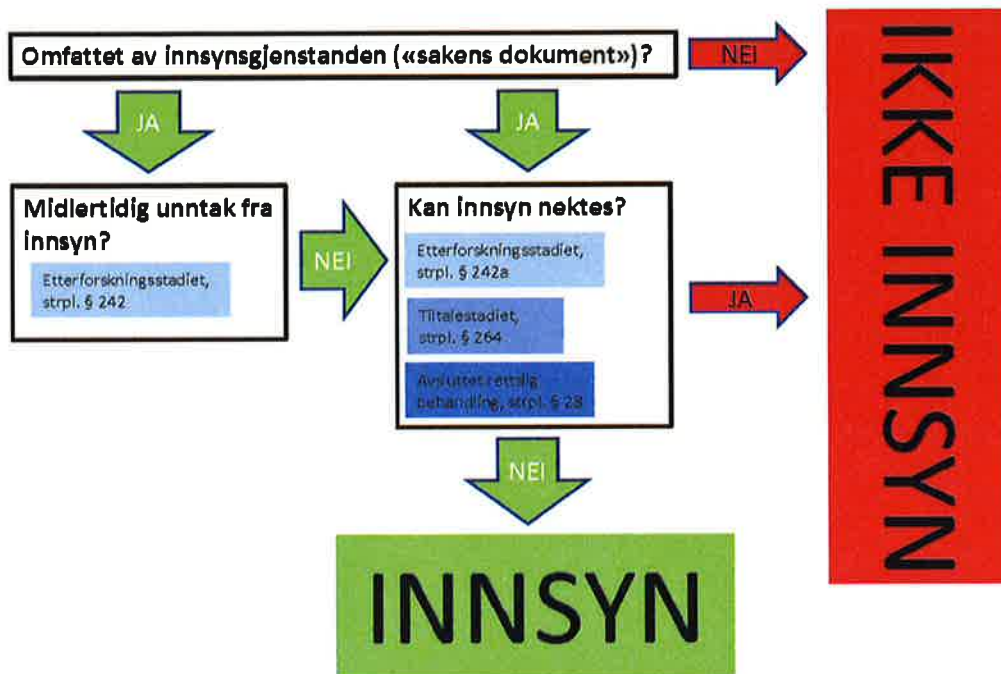 Omfattet av innsynsgjenstanden («sakens dokument»)?
NEI
JA
JA
Midlertidig unntak fra
innsyn?
Etterforskningsstadiet,
strpl. § 242
NEI
Kan innsyn nektes?
Etterforskningsstadiet,
strpl. § 242a
Tiltalestadiet,
strpl. § 264
Avsluttet rettslig
behandling, strpl. § 28
JA
NEI
INNSYN
IKKE INNSYN